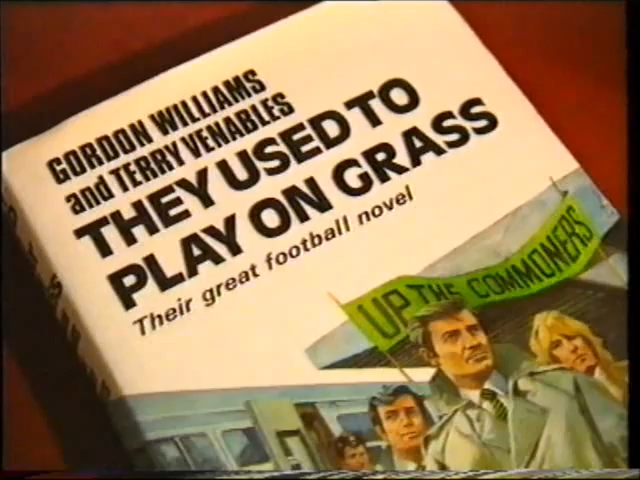 GORDON WILLIAMS
and TERRY VENABLES
THEY USED TO
PLAY ON GRASS
Their great football novel
UP THE COMMONERS